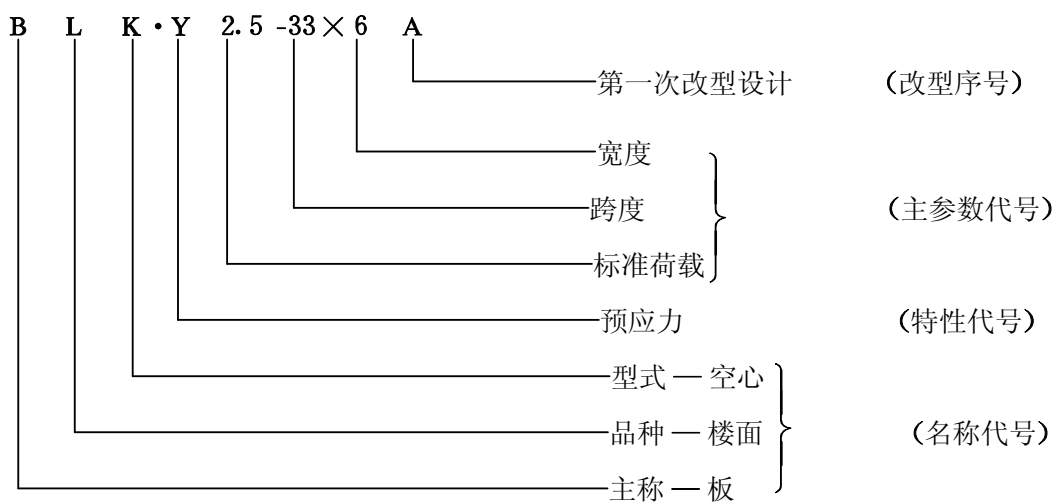 B L K·Y 2.5 -33×6 A
第一次改型设计 (改型序号)
宽度
跨度 (主参数代号)
标准荷载
预应力 (特性代号)
型式 — 空心
品种 — 楼面 (名称代号)
主称 — 板